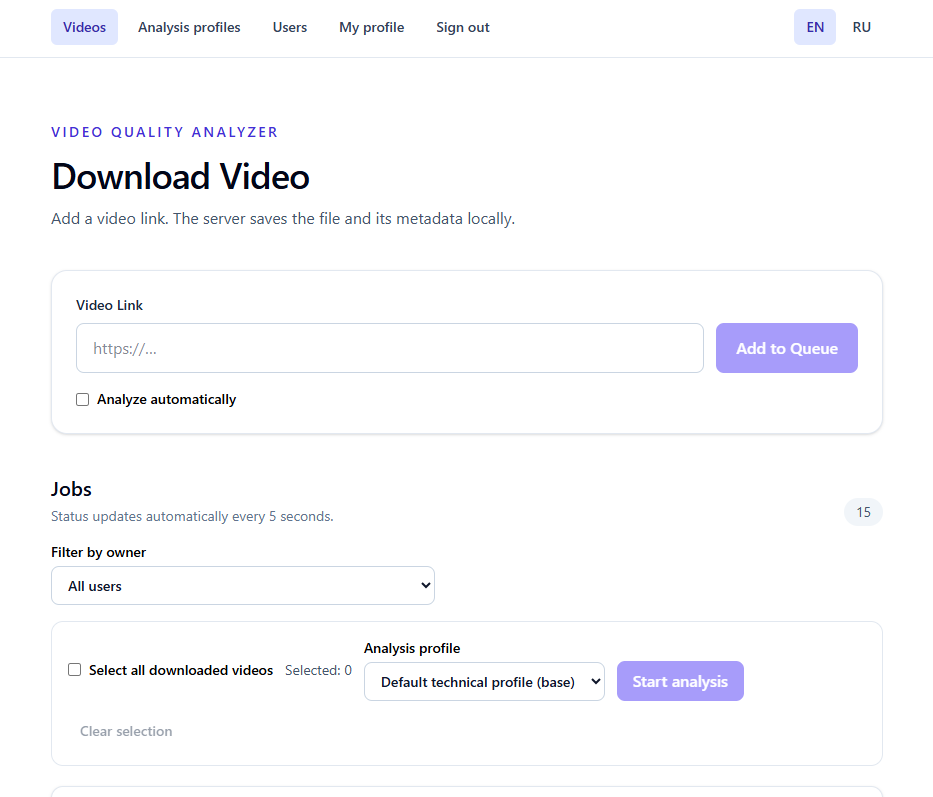 Videos Analysis profiles Users My profile Sign out EN RU
VIDEO QUALITY ANALYZER
Download Video
Add a video link. The server saves the file and its metadata locally.
Video Link
https://...
Add to Queue
Analyze automatically
Jobs
Status updates automatically every 5 seconds.
15
Filter by owner
All users
Analysis profile
Select all downloaded videos Selected: 0 Default technical profile (base) Start analysis
Clear selection